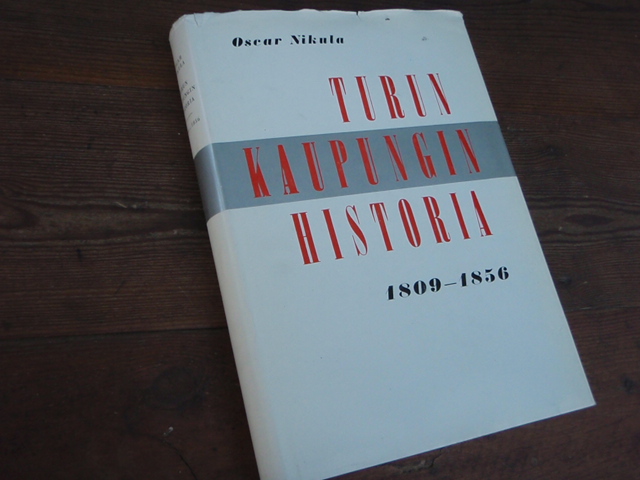 Oscar Nikula
TURUN
KAUPUNGIN
HISTORIA
1809–1856